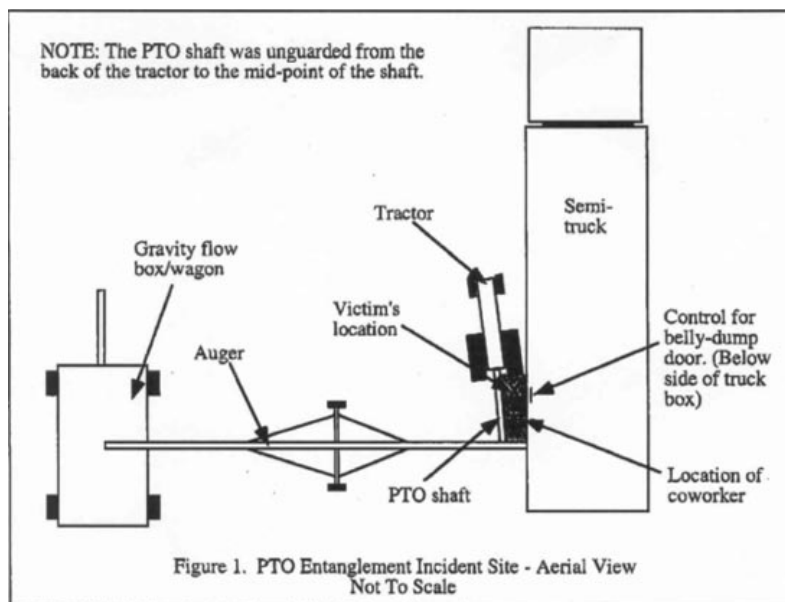 NOTE: The PTO shaft was unguarded from the
back of the tractor to the mid-point of the shaft.
Tractor
Semi-
truck
Gravity flow
box/wagon
Victim's
location
Control for
belly-dump
door. (Below
side of truck
box)
Auger
PTO shaft
Location of
coworker
Figure 1. PTO Entanglement Incident Site - Aerial View
Not To Scale